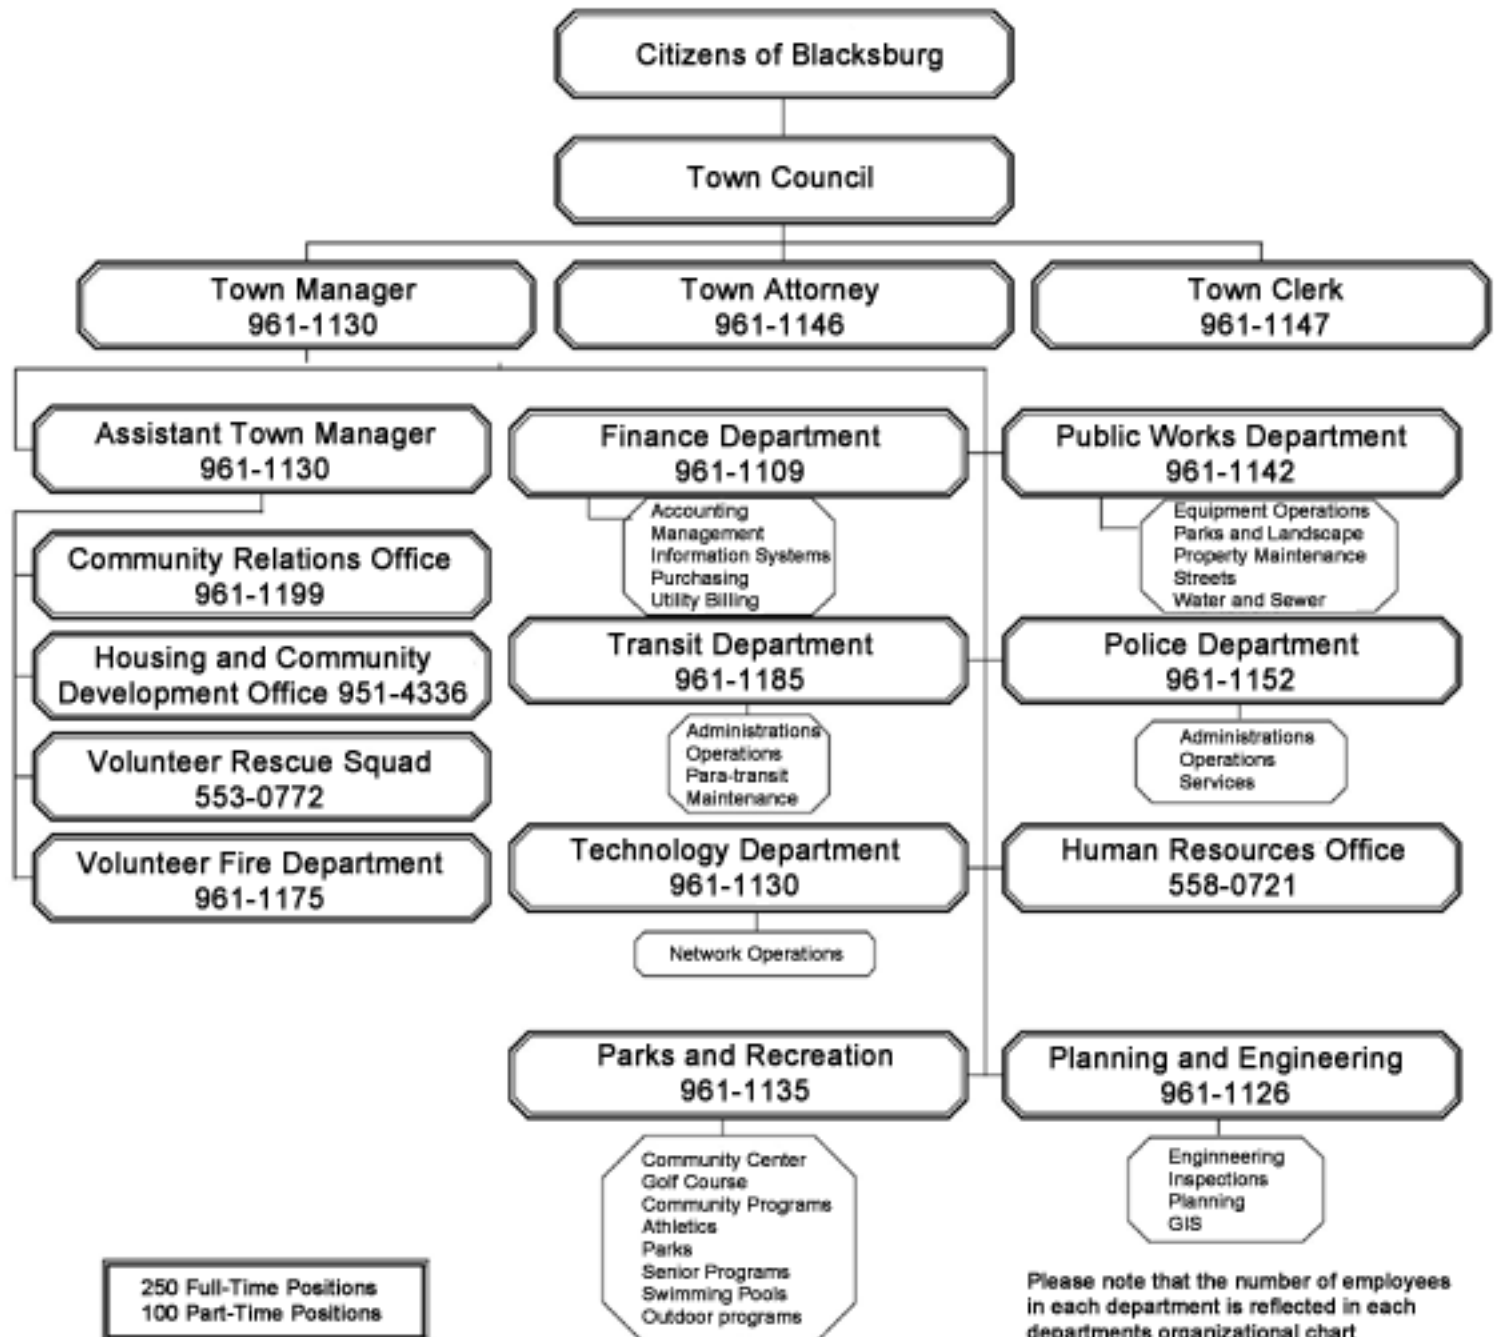 Citizens of Blacksburg
Town Council
Town Manager
961-1130
Town Attorney
961-1146
Town Clerk
961-1147
Assistant Town Manager
961-1130
Community Relations Office
961-1199
Housing and Community
Development Office 951-4336
Volunteer Rescue Squad
553-0772
Volunteer Fire Department
961-1175
Finance Department
961-1109
Accounting
Management
Information Systems
Purchasing
Utility Billing
Public Works Department
961-1142
Equipment Operations
Parks and Landscape
Property Maintenance
Streets
Water and Sewer
Transit Department
961-1185
Administrations
Operations
Para-transit
Maintenance
Police Department
961-1152
Administrations
Operations
Services
Technology Department
961-1130
Network Operations
Human Resources Office
558-0721
Parks and Recreation
961-1135
Community Center
Golf Course
Community Programs
Athletics
Parks
Senior Programs
Swimming Pools
Outdoor programs
Planning and Engineering
961-1126
Enginneering
Inspections
Planning
GIS
250 Full-Time Positions
100 Part-Time Positions
Please note that the number of employees
in each department is reflected in each
departments organizational chart